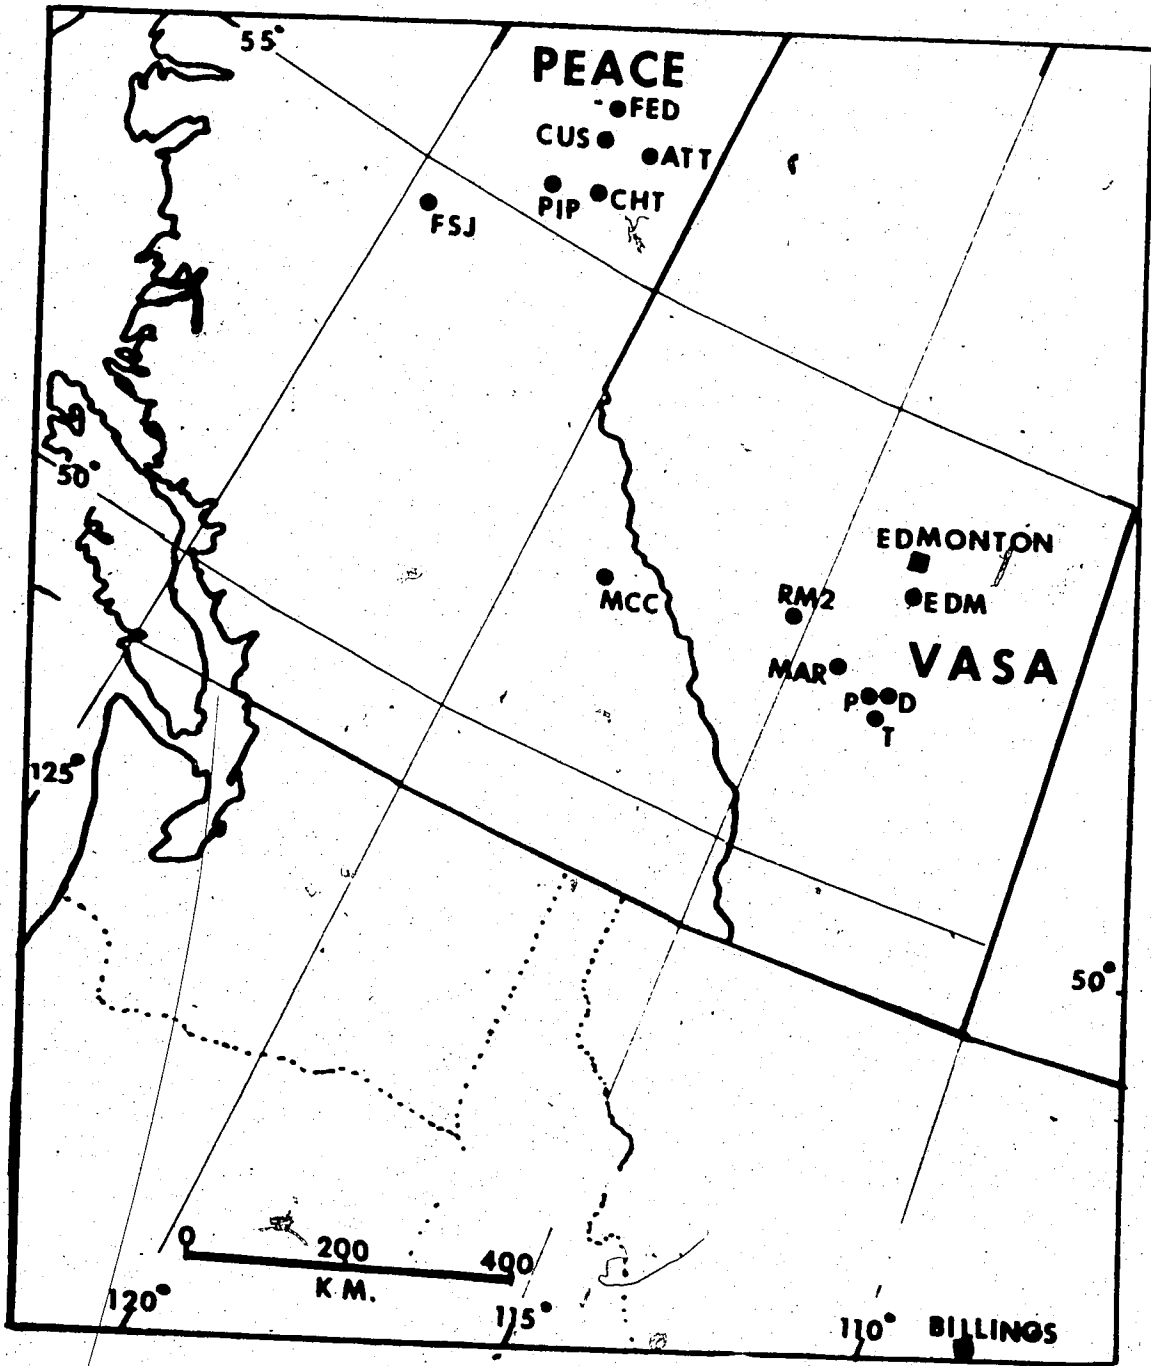 55°
PEACE
FED
CUS
ATT
PIP
CHT
FSJ
50°
EDMONTON
MCC
RM2
EDM
MAR
VASA
P
D
T
125°
50°
0
200
400
K M.
120°
115°
110°
BILLINGS